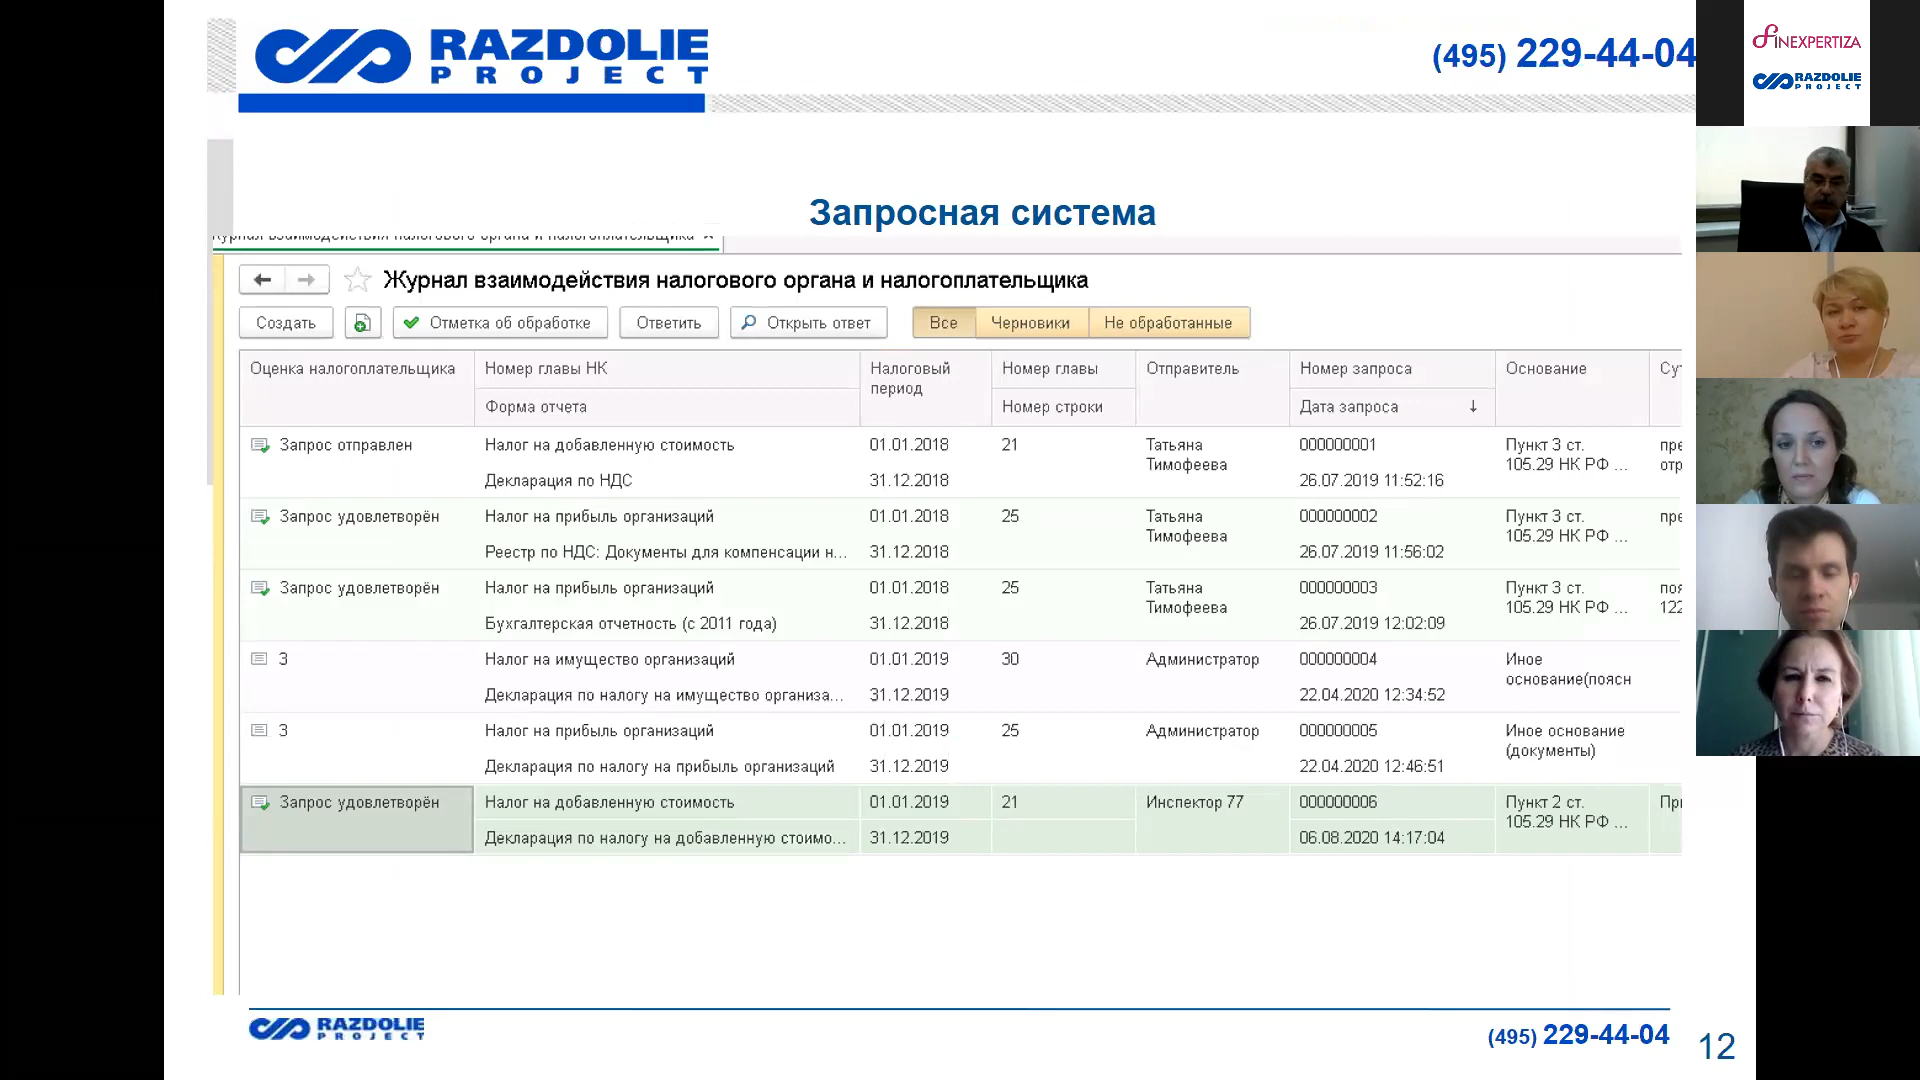 RAZDOLIE
PROJECT
(495) 229-44-04
FINEXPERTIZA
RAZDOLIE
PROJECT
Запросная система
Журнал взаимодействия налогового органа и налогоплательщика
Создать
Отметка об обработке
Ответить
Открыть ответ
Все
Черновики
Не обработанные
Оценка налогоплательщика
Номер главы НК
Форма отчета
Налоговый
период
Номер главы
Номер строки
Отправитель
Номер запроса
Дата запроса
Основание
Запрос отправлен
Налог на добавленную стоимость
Декларация по НДС
01.01.2018
31.12.2018
21
Татьяна
Тимофеева
000000001
26.07.2019 11:52:16
Пункт 3 ст.
105.29 НК РФ ...
Запрос удовлетворён
Налог на прибыль организаций
Реестр по НДС: Документы для компенсации н...
01.01.2018
31.12.2018
25
Татьяна
Тимофеева
000000002
26.07.2019 11:56:02
Пункт 3 ст.
105.29 НК РФ ...
Запрос удовлетворён
Налог на прибыль организаций
Бухгалтерская отчетность (с 2011 года)
01.01.2018
31.12.2018
25
Татьяна
Тимофеева
000000003
26.07.2019 12:02:09
Пункт 3 ст.
105.29 НК РФ ...
3
Налог на имущество организаций
Декларация по налогу на имущество организа...
01.01.2019
31.12.2019
30
Администратор
000000004
22.04.2020 12:34:52
Иное
основание(поясн
3
Налог на прибыль организаций
Декларация по налогу на прибыль организаций
01.01.2019
31.12.2019
25
Администратор
000000005
22.04.2020 12:46:51
Иное основание
(документы)
Запрос удовлетворён
Налог на добавленную стоимость
Декларация по налогу на добавленную стоимо...
01.01.2019
31.12.2019
21
Инспектор 77
000000006
06.08.2020 14:17:04
Пункт 2 ст.
105.29 НК РФ ...
RAZDOLIE
PROJECT
(495) 229-44-04
12